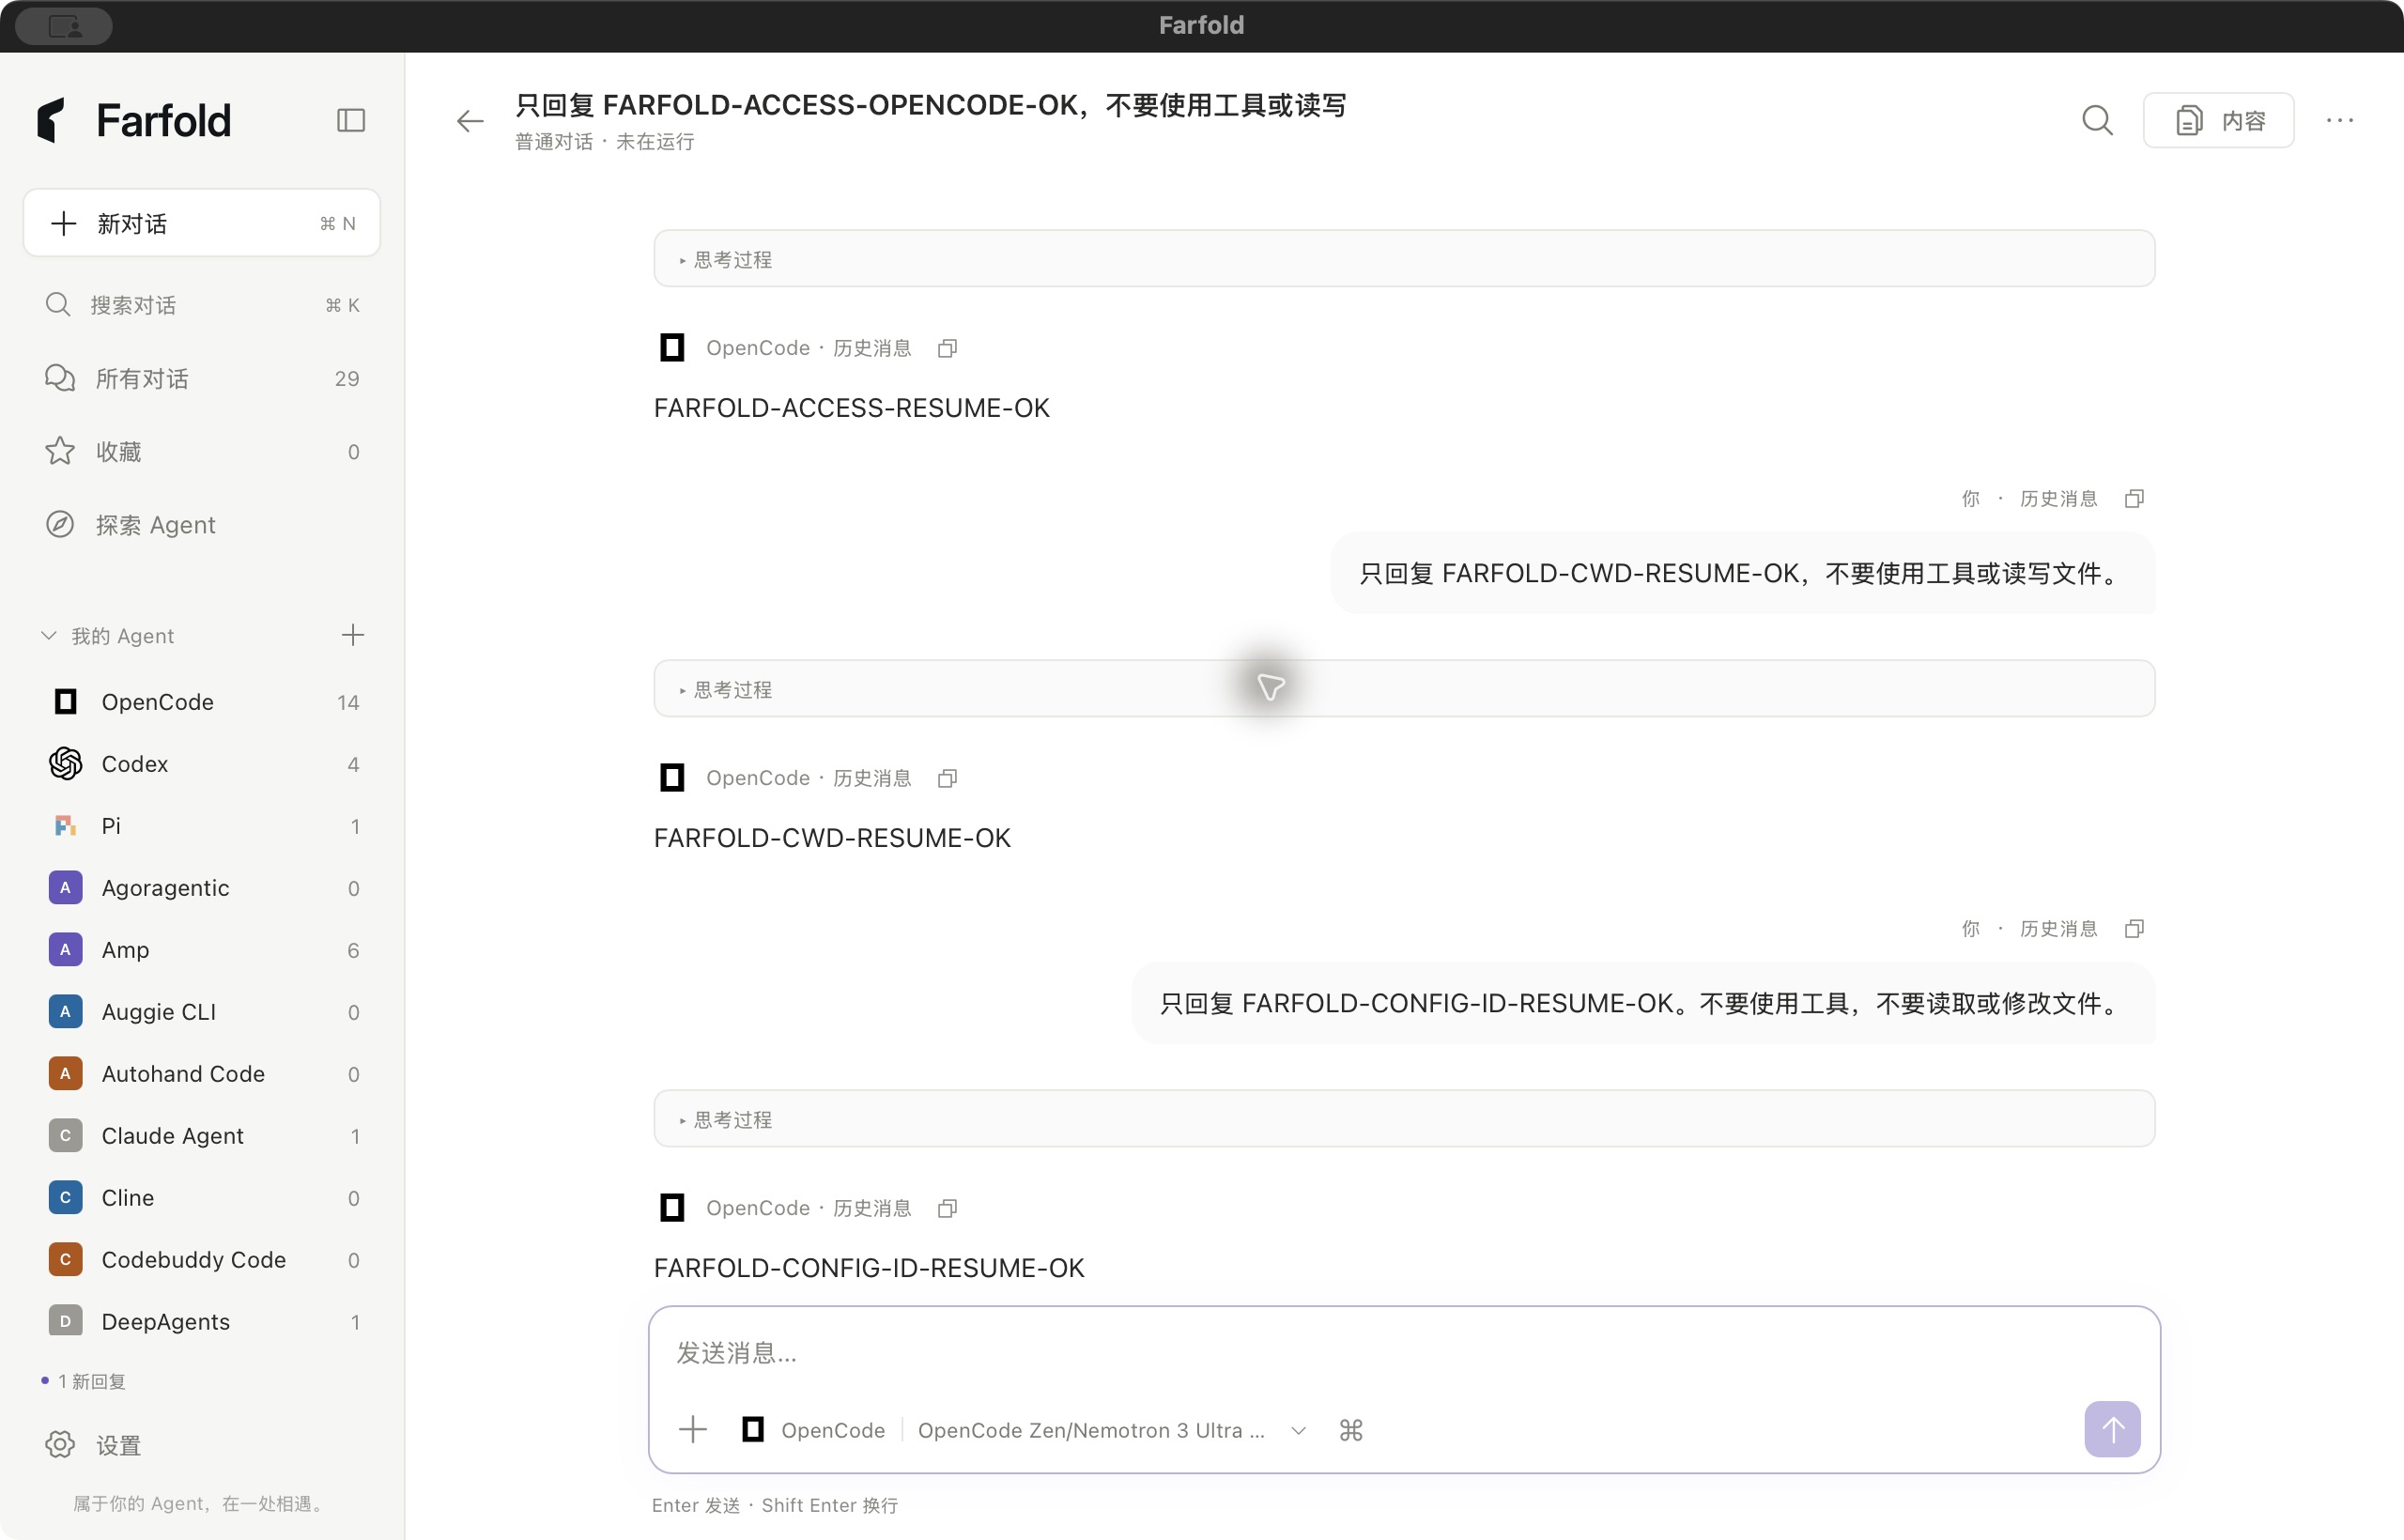 Farfold
Farfold
新对话 ⌘ N
搜索对话 ⌘ K
所有对话 29
收藏 0
探索 Agent
我的 Agent
OpenCode 14
Codex 4
Pi 1
A Agoragentic 0
A Amp 6
A Auggie CLI 0
A Autohand Code 0
C Claude Agent 1
C Cline 0
C Codebuddy Code 0
D DeepAgents 1
1 新回复
设置
属于你的 Agent，在一处相遇。
只回复 FARFOLD-ACCESS-OPENCODE-OK，不要使用工具或读写
普通对话 · 未在运行
内容
思考过程
OpenCode · 历史消息
FARFOLD-ACCESS-RESUME-OK
你 · 历史消息
只回复 FARFOLD-CWD-RESUME-OK，不要使用工具或读写文件。
思考过程
OpenCode · 历史消息
FARFOLD-CWD-RESUME-OK
你 · 历史消息
只回复 FARFOLD-CONFIG-ID-RESUME-OK。不要使用工具，不要读取或修改文件。
思考过程
OpenCode · 历史消息
FARFOLD-CONFIG-ID-RESUME-OK
发送消息...
OpenCode OpenCode Zen/Nemotron 3 Ultra ... ⌘
Enter 发送 · Shift Enter 换行